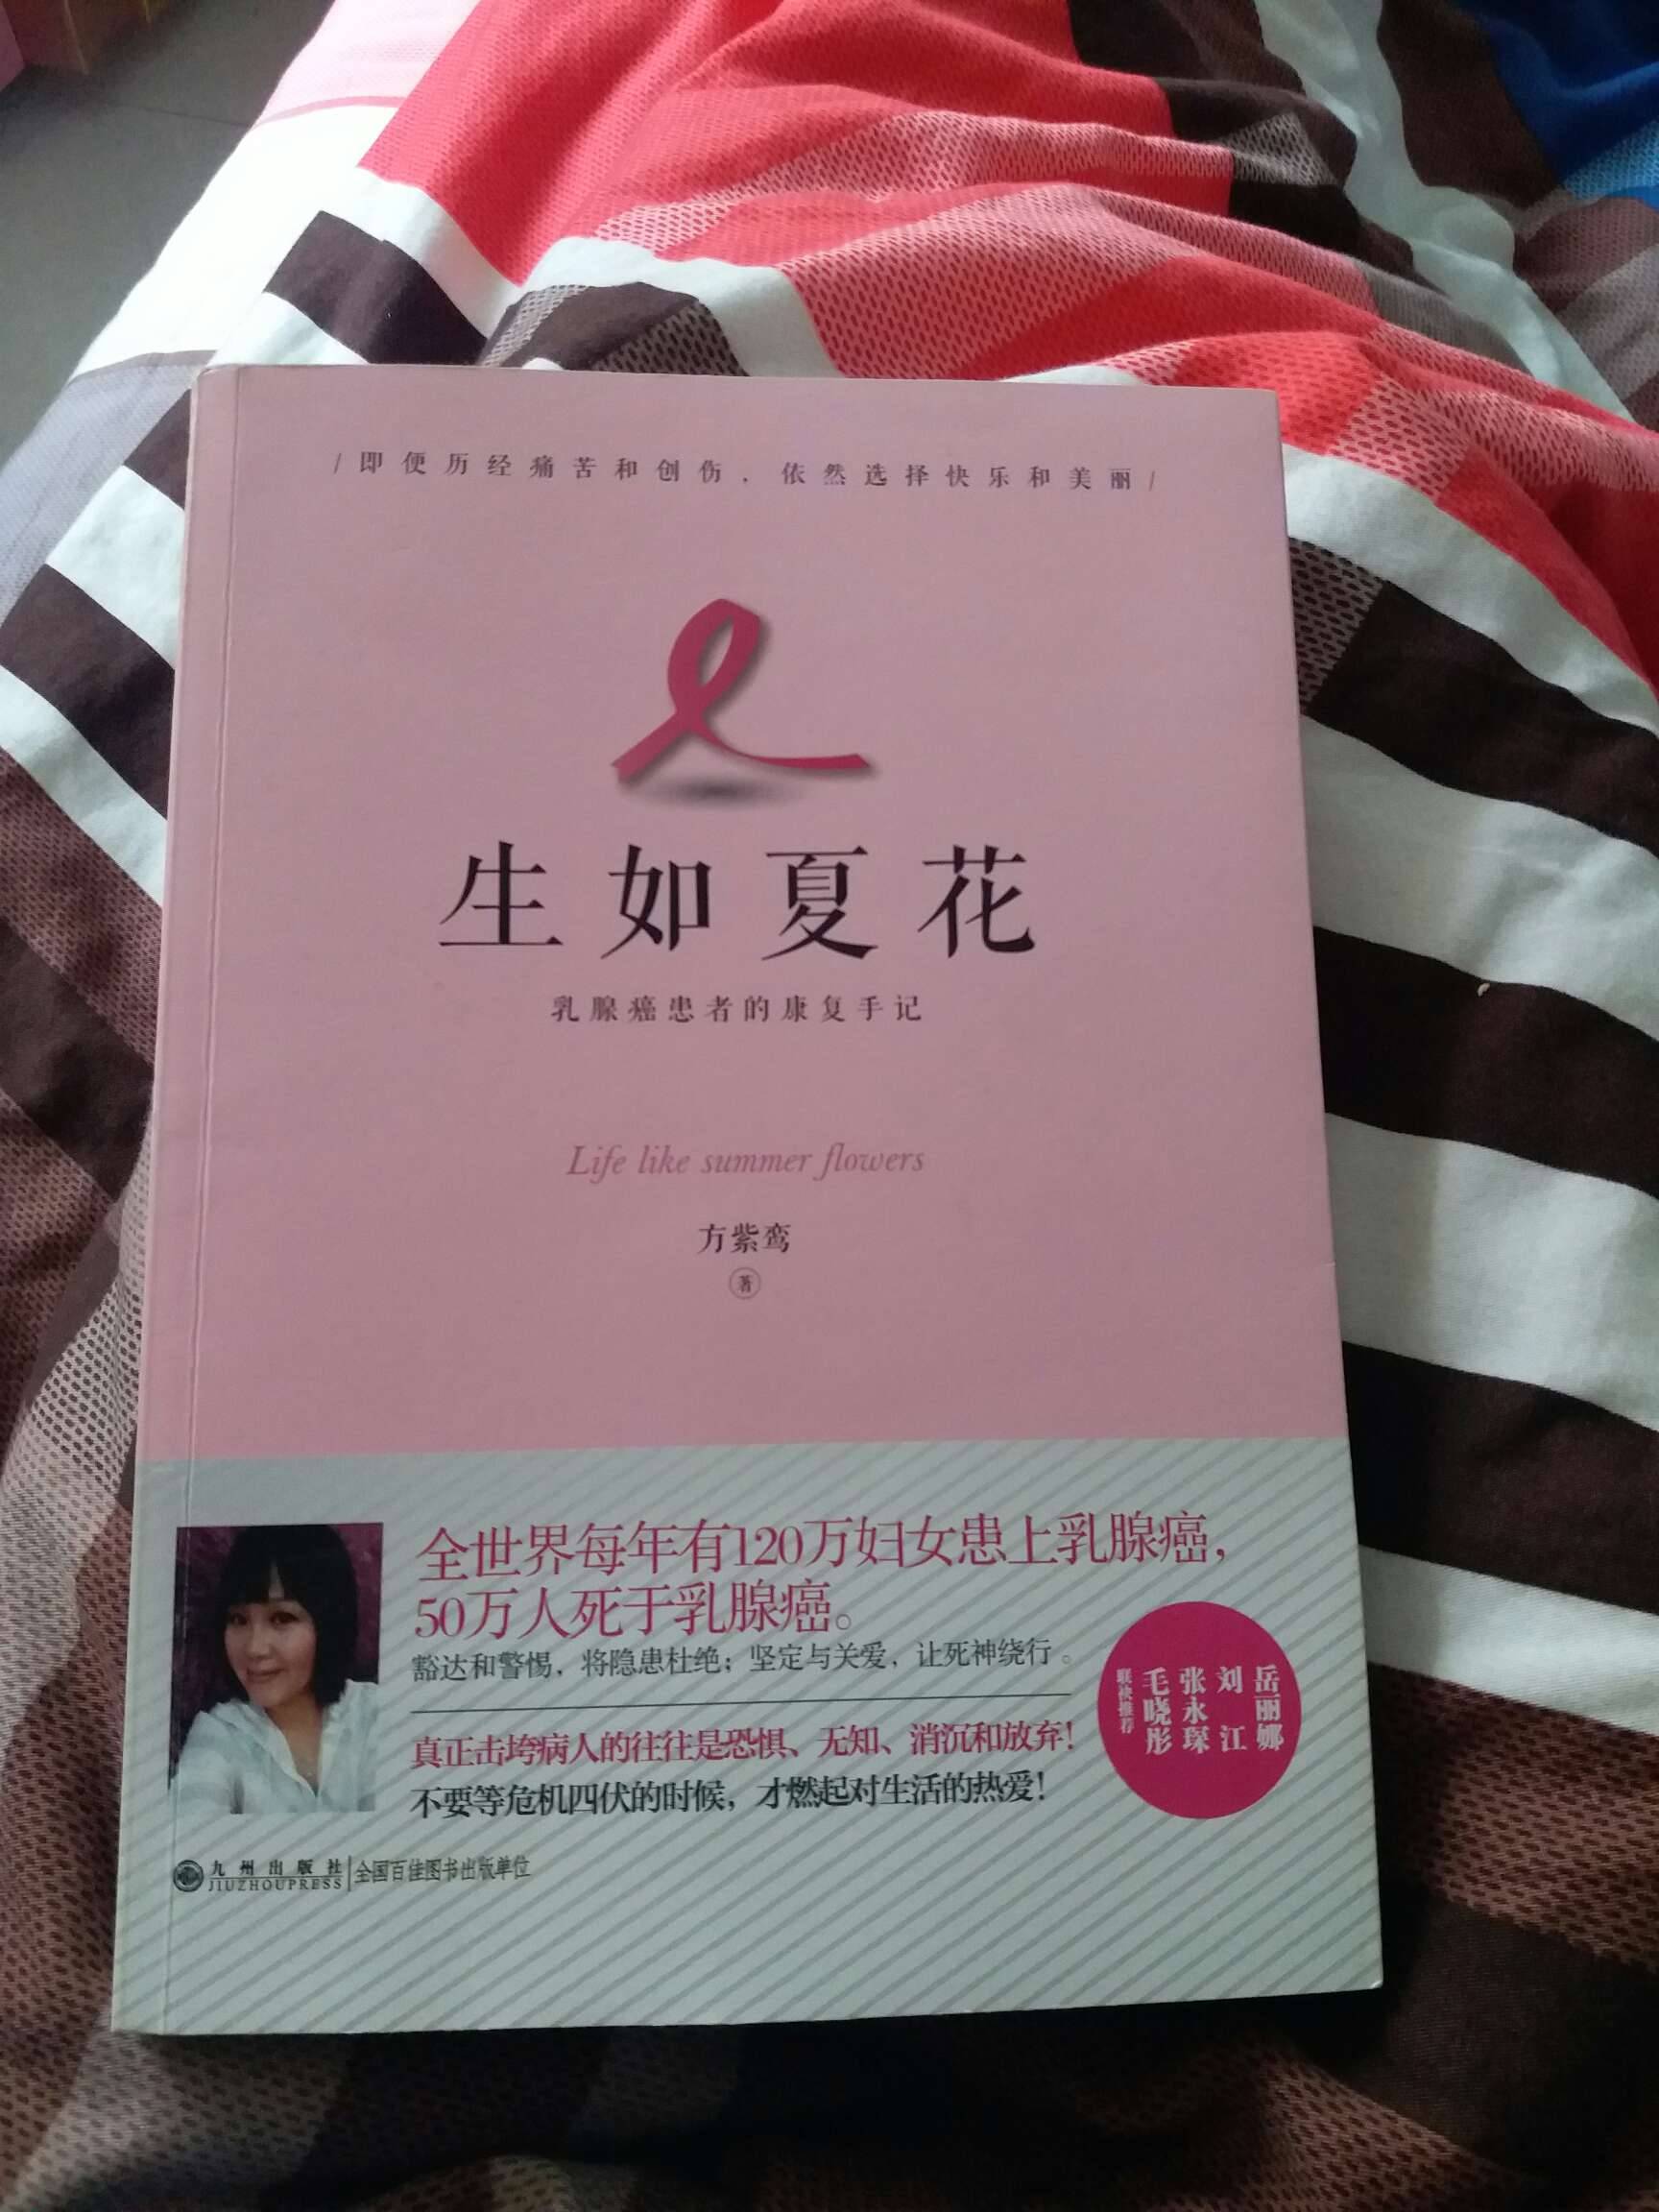 /即便历经痛苦和创伤，依然选择快乐和美丽/
生如夏花
乳腺癌患者的康复手记
Life like summer flowers
方紫鸾
著
全世界每年有120万妇女患上乳腺癌，
50万人死于乳腺癌。
豁达和警惕，将隐患杜绝；坚定与关爱，让死神绕行。
真正击垮病人的往往是恐惧、无知、消沉和放弃！
不要等危机四伏的时候，才燃起对生活的热爱！
岳丽娜
刘江
张永琛
毛晓彤
联袂推荐
九州出版社
JIUZHOUPRESS
全国百佳图书出版单位